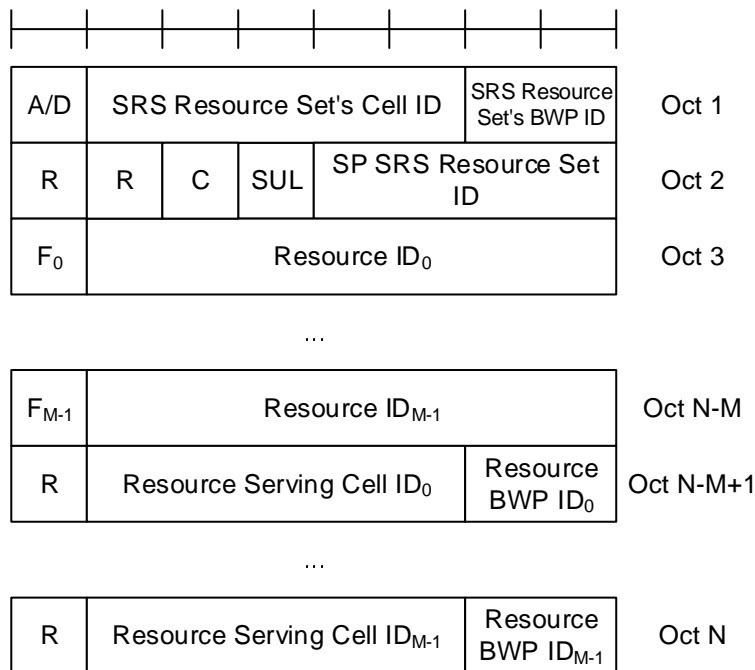 A/D SRS Resource Set's Cell ID SRS Resource Set's BWP ID Oct 1
R R C SUL SP SRS Resource Set ID Oct 2
F0 Resource ID0 Oct 3
...
FM-1 Resource IDM-1 Oct N-M
R Resource Serving Cell ID0 Resource BWP ID0 Oct N-M+1
...
R Resource Serving Cell IDM-1 Resource BWP IDM-1 Oct N